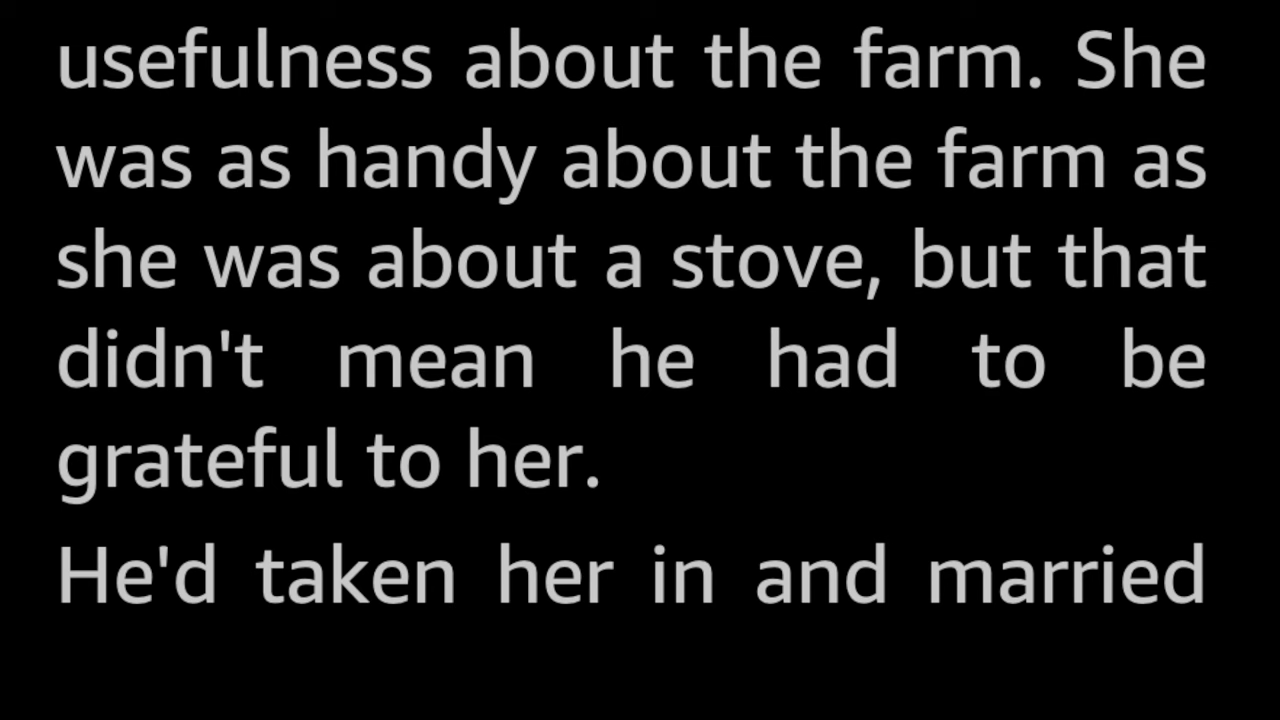 usefulness about the farm. She
was as handy about the farm as
she was about a stove, but that
didn't mean he had to be
grateful to her.
He'd taken her in and married